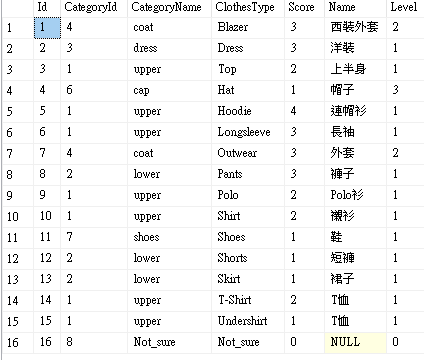 Id CategoryId CategoryName ClothesType Score Name Level
1 1 4 coat Blazer 3 西裝外套 2
2 2 3 dress Dress 3 洋裝 1
3 3 1 upper Top 2 上半身 1
4 4 6 cap Hat 1 帽子 3
5 5 1 upper Hoodie 4 連帽衫 1
6 6 1 upper Longsleeve 3 長袖 1
7 7 4 coat Outwear 3 外套 2
8 8 2 lower Pants 3 褲子 1
9 9 1 upper Polo 2 Polo衫 1
10 10 1 upper Shirt 2 襯衫 1
11 11 7 shoes Shoes 1 鞋 1
12 12 2 lower Shorts 1 短褲 1
13 13 2 lower Skirt 1 裙子 1
14 14 1 upper T-Shirt 2 T恤 1
15 15 1 upper Undershirt 1 T恤 1
16 16 8 Not_sure Not_sure 0 NULL 0